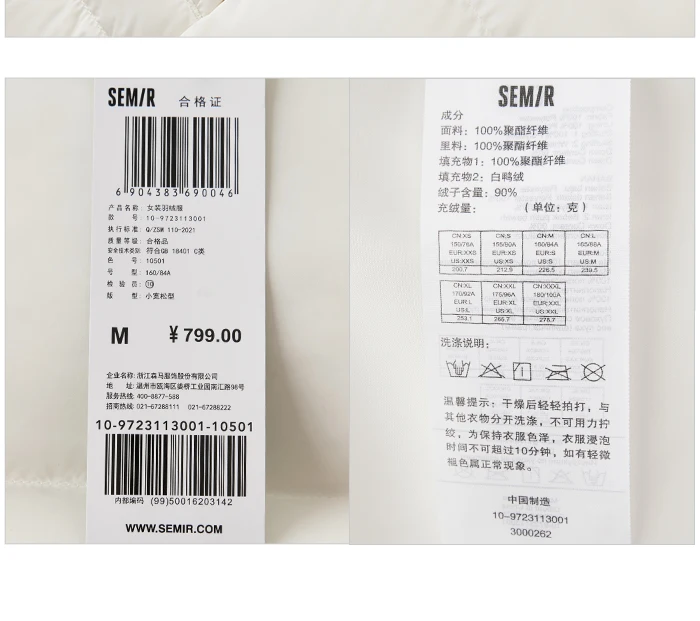 SEMIR 合格证
6 904383 690046
产品名称: 女装羽绒服
款 号: 10-9723113001
执行标准: Q/ZSM 110-2021
质量等级: 合格品
安全技术类别: 符合GB 18401 C类
色 号: 10501
号 型: 160/84A
检 验 员: ⑩
版 型: 小宽松型
M ¥799.00
企业名称: 浙江森马服饰股份有限公司
地 址: 温州市瓯海区娄桥工业园南汇路98号
服务热线: 400-8877-588
招商热线: 021-67288111 021-67288222
10-9723113001-10501
内部编码 (99)50016203142
WWW.SEMIR.COM
SEMIR
成分
面料: 100%聚酯纤维
里料: 100%聚酯纤维
填充物1: 100%聚酯纤维
填充物2: 白鸭绒
绒子含量: 90%
充绒量: (单位: 克)
CN:XS CN:S CN:M CN:L
150/76A 155/80A 160/84A 165/88A
EUR:XXS EUR:XS EUR:S EUR:M
US:XXS US:XS US:S US:M
200.7 212.9 226.5 239.5
CN:XL CN:XXL CN:XXXL
170/92A 175/96A 180/100A
EUR:L EUR:XL EUR:XXL
US:L US:XL US:XXL
253.1 266.7 278.7
洗涤说明:
温馨提示: 干燥后轻轻拍打, 与
其他衣物分开洗涤, 不可用力拧
绞, 为保持衣服色泽, 衣服浸泡
时间不可超过10分钟, 如有轻微
褪色属正常现象。
中国制造
10-9723113001
3000262